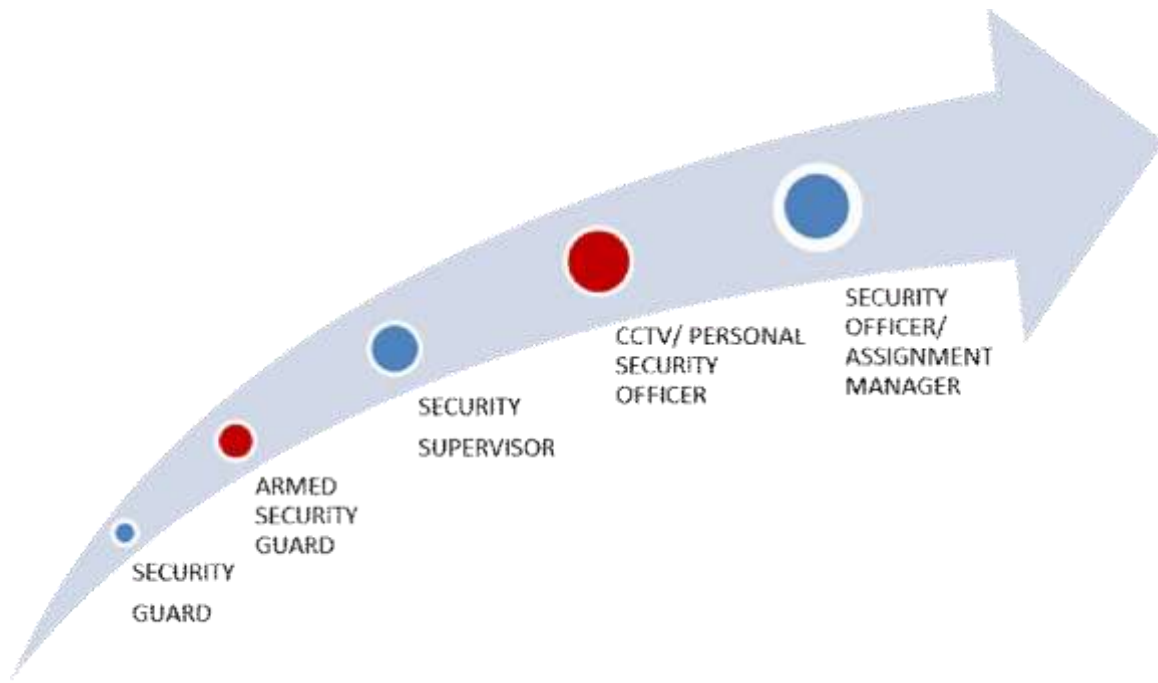 SECURITY
GUARD
ARMED
SECURITY
GUARD
SECURITY
SUPERVISOR
CCTV/ PERSONAL
SECURITY
OFFICER
SECURITY
OFFICER/
ASSIGNMENT
MANAGER